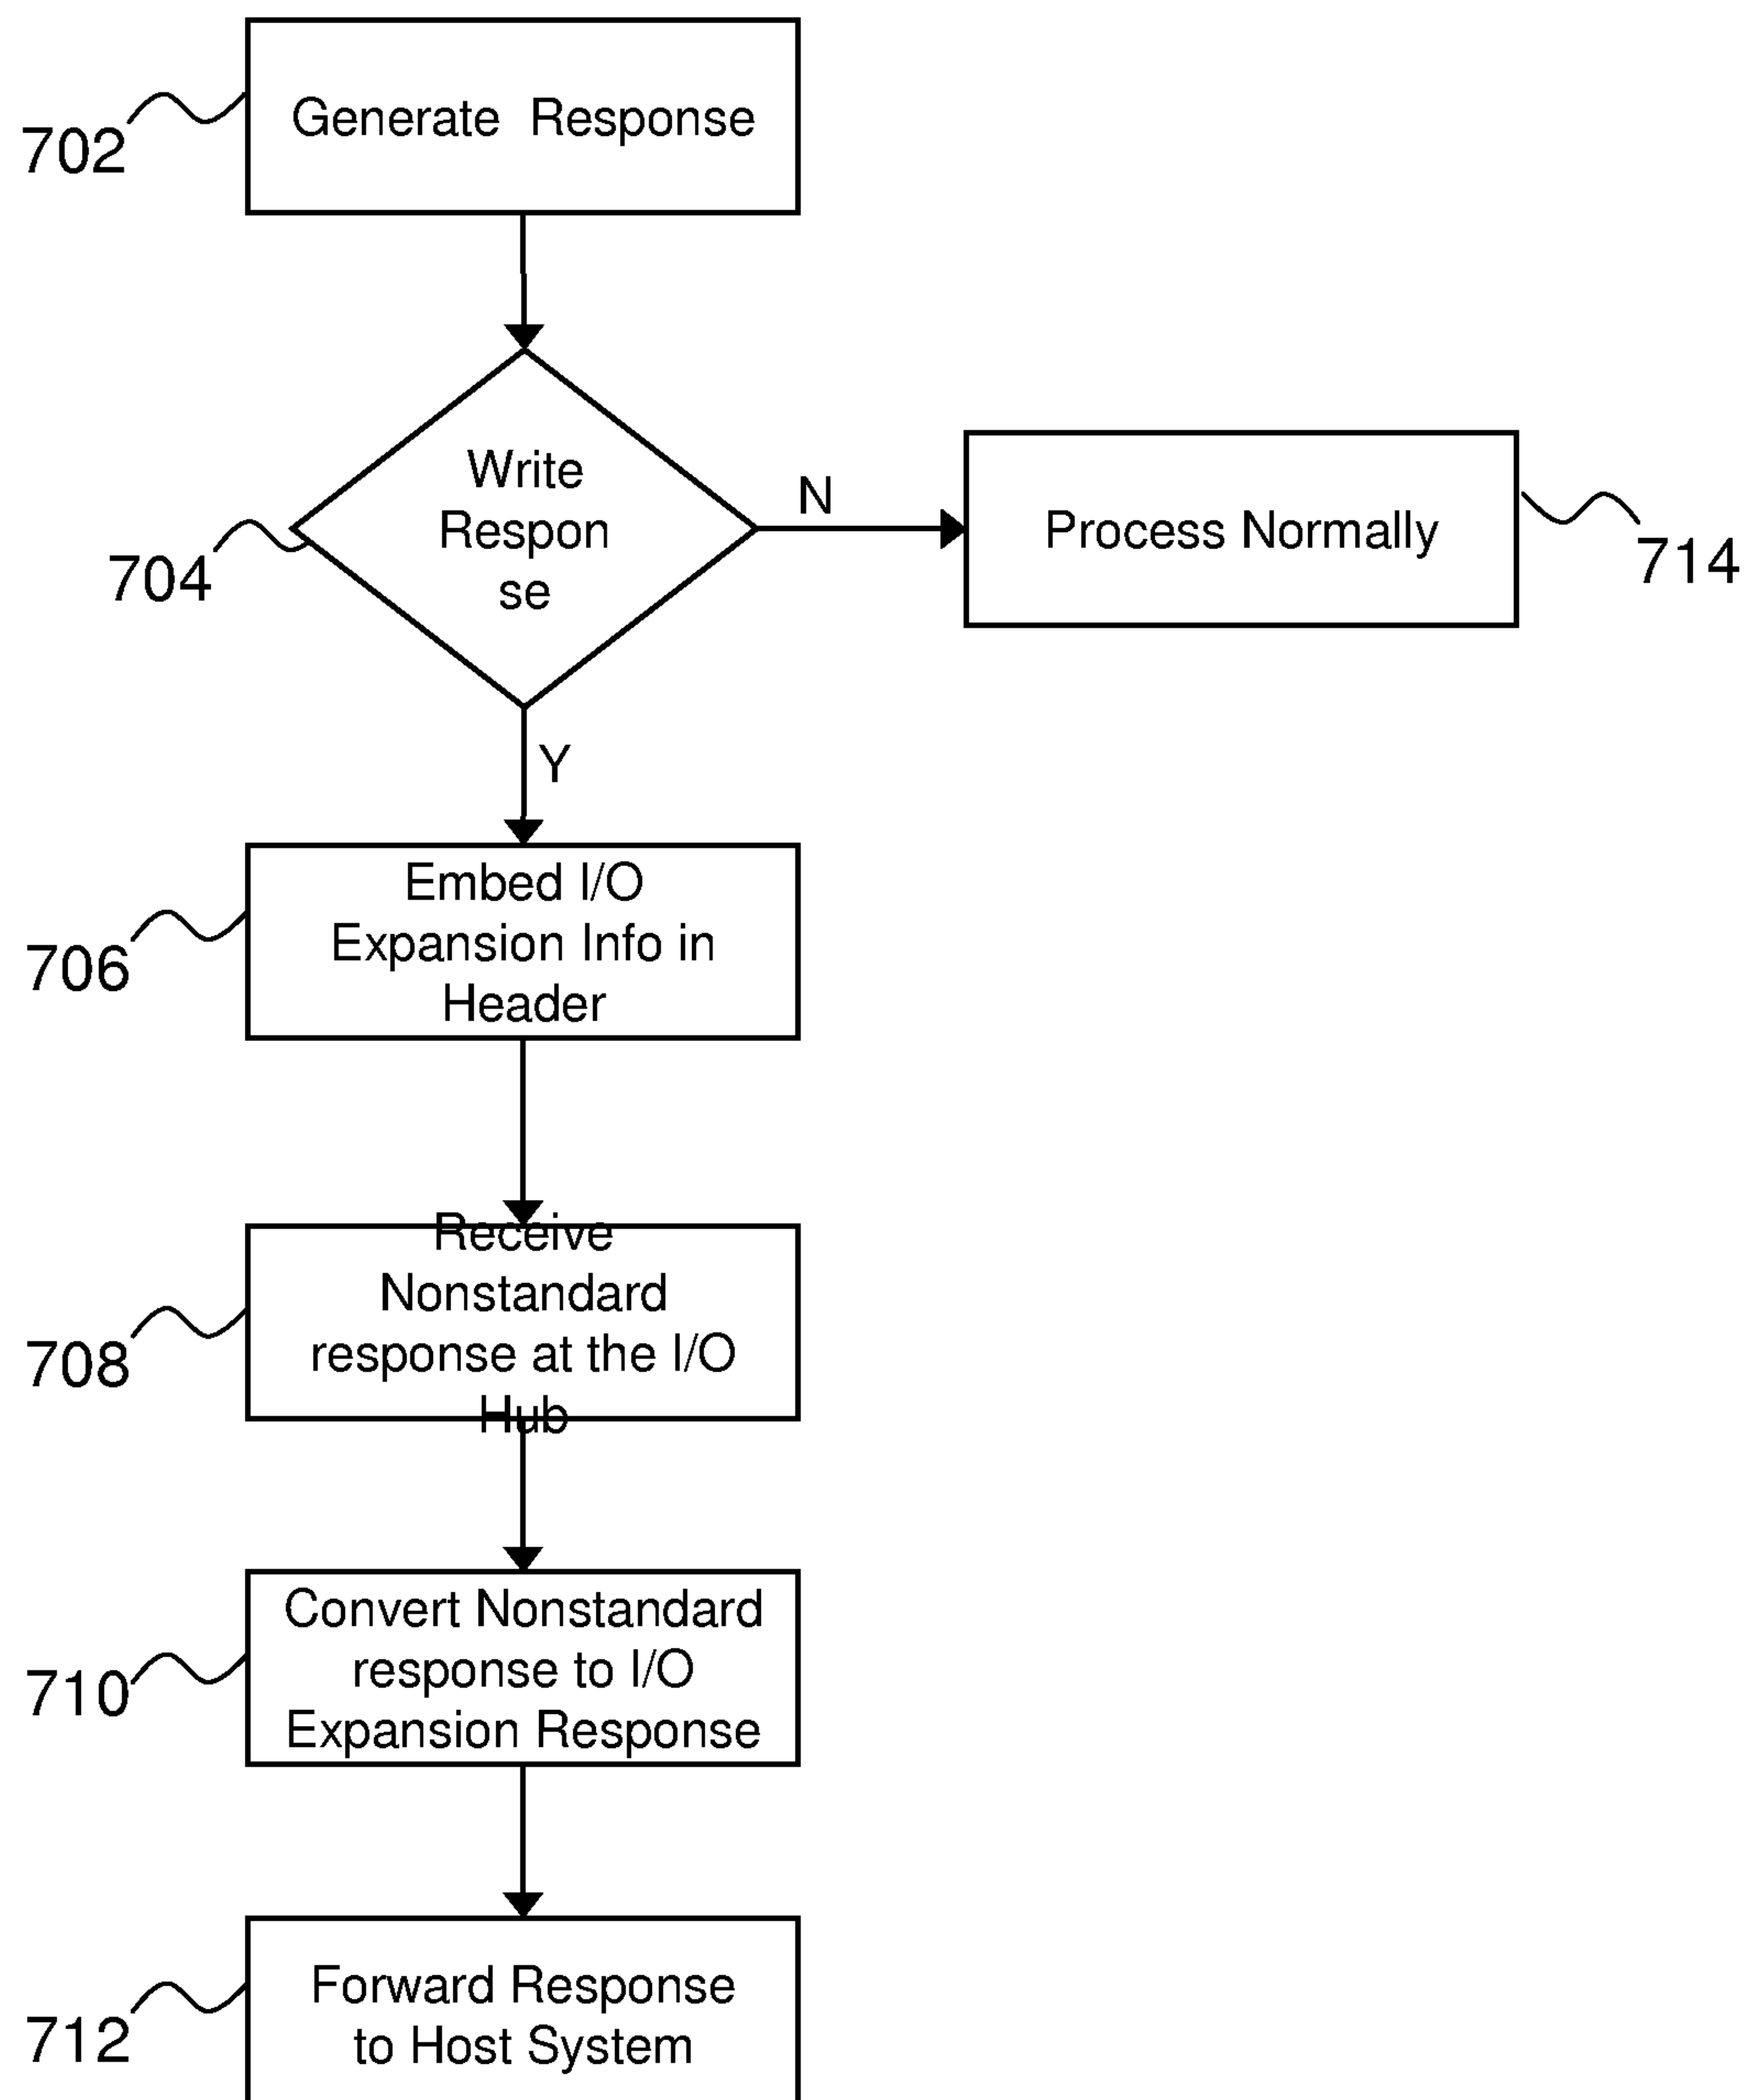 Generate Response
702
Write
Respon
se
704
N
Process Normally
714
Y
Embed I/O
Expansion Info in
Header
706
Receive
Nonstandard
response at the I/O
Hub
708
Convert Nonstandard
response to I/O
Expansion Response
710
Forward Response
to Host System
712